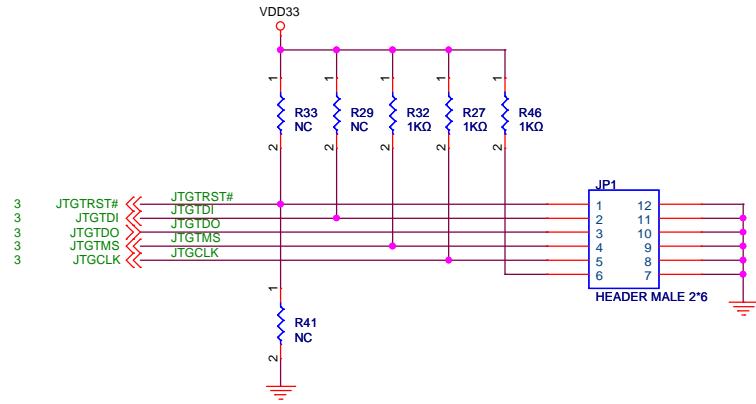 VDD33
1 1 1 1 1
R33 R29 R32 R27 R46
NC NC 1KΩ 1KΩ 1KΩ
2 2 2 2 2
JP1
3 JTGTRST# JTGTRST# 1 12
3 JTGTDI JTGTDI 2 11
3 JTGTDO JTGTDO 3 10
3 JTGTMS JTGTMS 4 9
3 JTGCLK JTGCLK 5 8
6 7
HEADER MALE 2*6
1
R41
NC
2